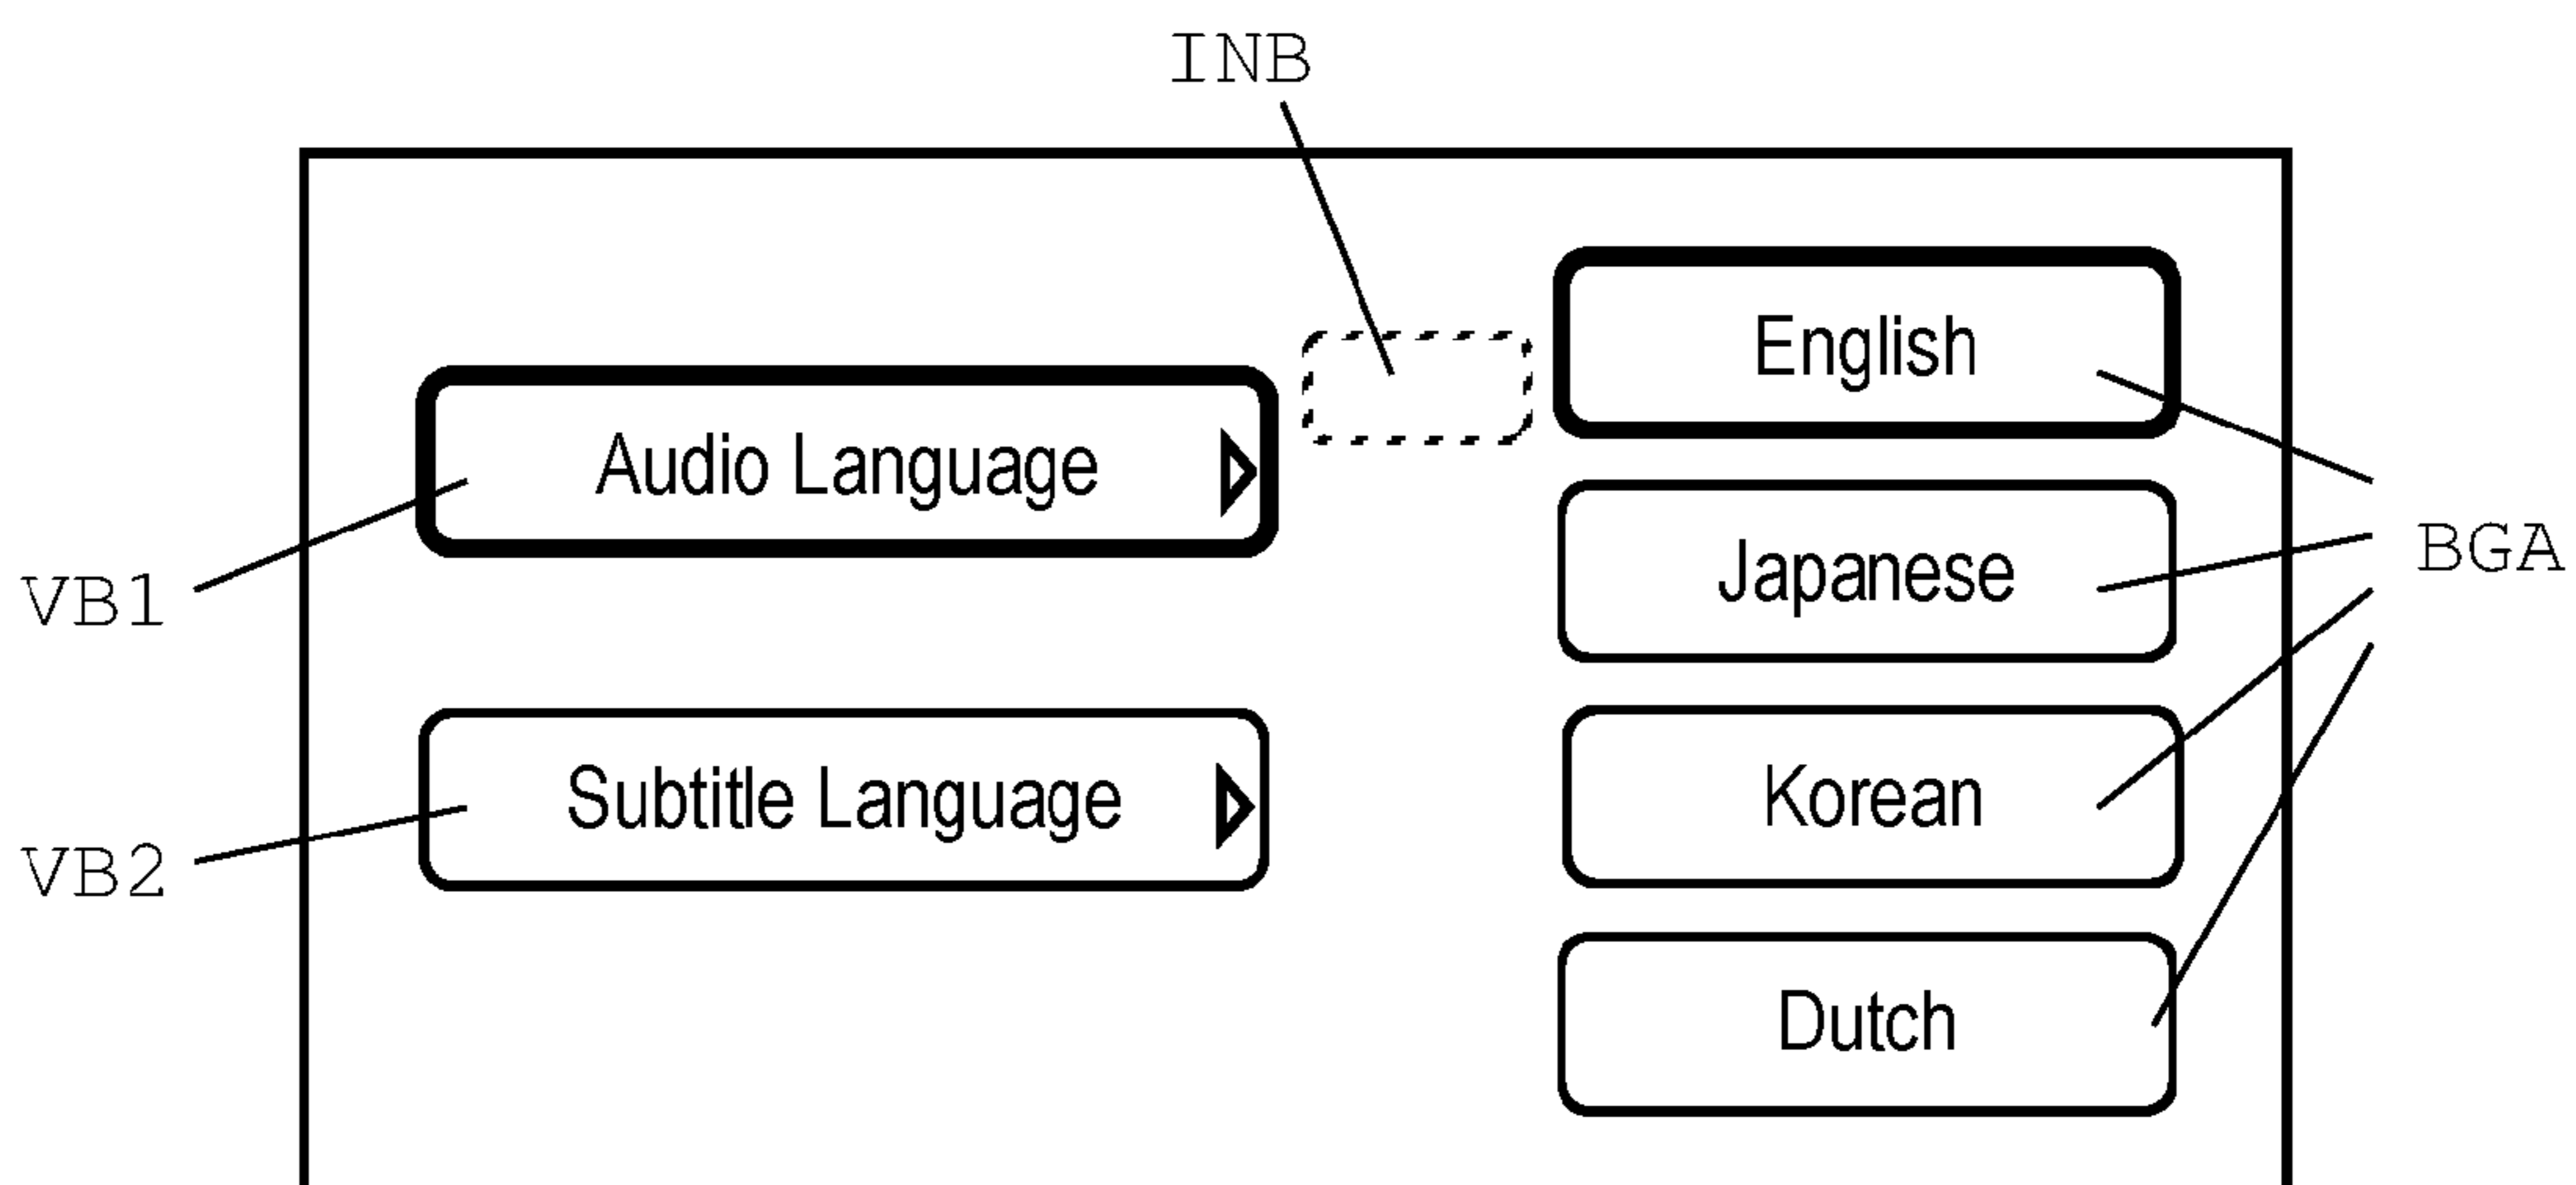 INB
English
Audio Language
Japanese
BGA
VB1
Subtitle Language
Korean
VB2
Dutch